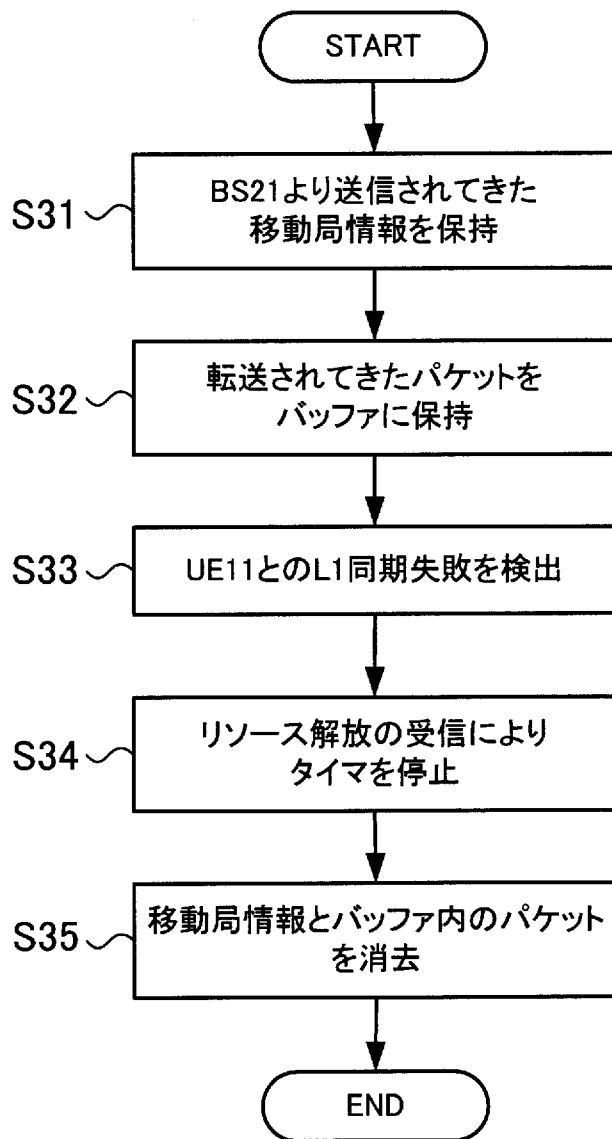 START
S31
BS21より送信されてきた
移動局情報を保持
S32
転送されてきたパケットを
バッファに保持
S33
UE11とのL1同期失敗を検出
S34
リソース解放の受信により
タイマを停止
S35
移動局情報とバッファ内のパケット
を消去
END